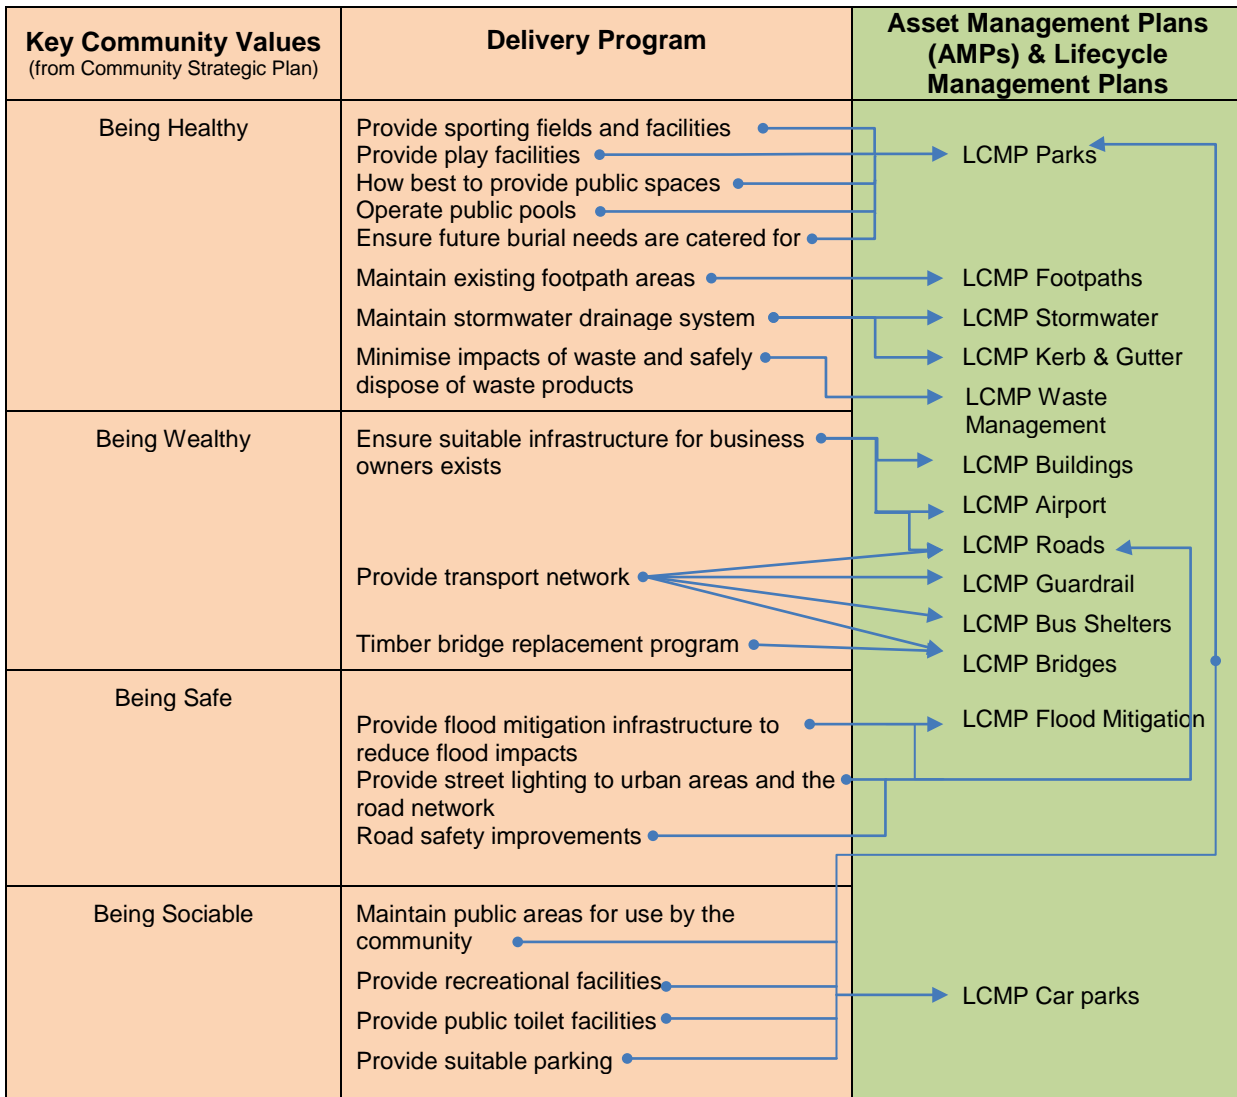 Key Community Values
(from Community Strategic Plan)
Delivery Program
Asset Management Plans
(AMPs) & Lifecycle
Management Plans
Being Healthy
Provide sporting fields and facilities
Provide play facilities
How best to provide public spaces
Operate public pools
Ensure future burial needs are catered for
Maintain existing footpath areas
Maintain stormwater drainage system
Minimise impacts of waste and safely
dispose of waste products
LCMP Parks
LCMP Footpaths
LCMP Stormwater
LCMP Kerb & Gutter
LCMP Waste
Management
Being Wealthy
Ensure suitable infrastructure for business
owners exists
Provide transport network
Timber bridge replacement program
LCMP Buildings
LCMP Airport
LCMP Roads
LCMP Guardrail
LCMP Bus Shelters
LCMP Bridges
Being Safe
Provide flood mitigation infrastructure to
reduce flood impacts
Provide street lighting to urban areas and the
road network
Road safety improvements
LCMP Flood Mitigation
Being Sociable
Maintain public areas for use by the
community
Provide recreational facilities
Provide public toilet facilities
Provide suitable parking
LCMP Car parks